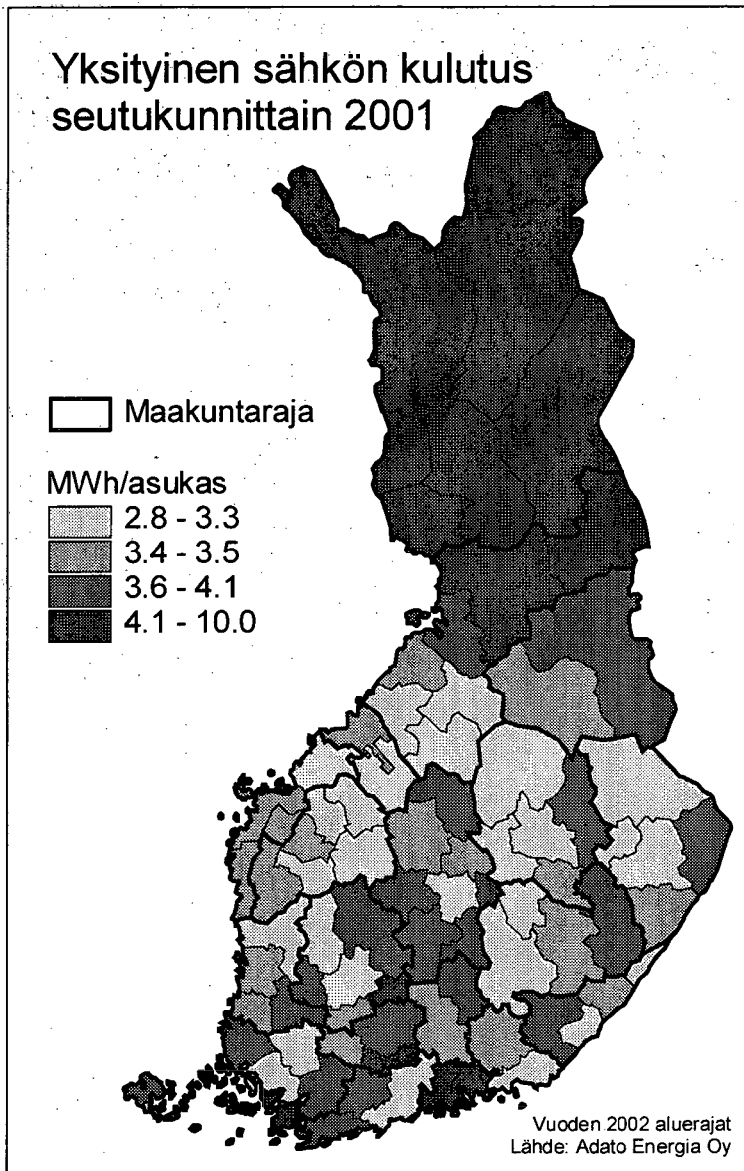 Yksityinen sähkön kulutus
seutukunnittain 2001
Maakuntaraja
MWh/asukas
2.8 - 3.3
3.4 - 3.5
3.6 - 4.1
4.1 - 10.0
Vuoden 2002 aluerajat
Lähde: Adato Energia Oy